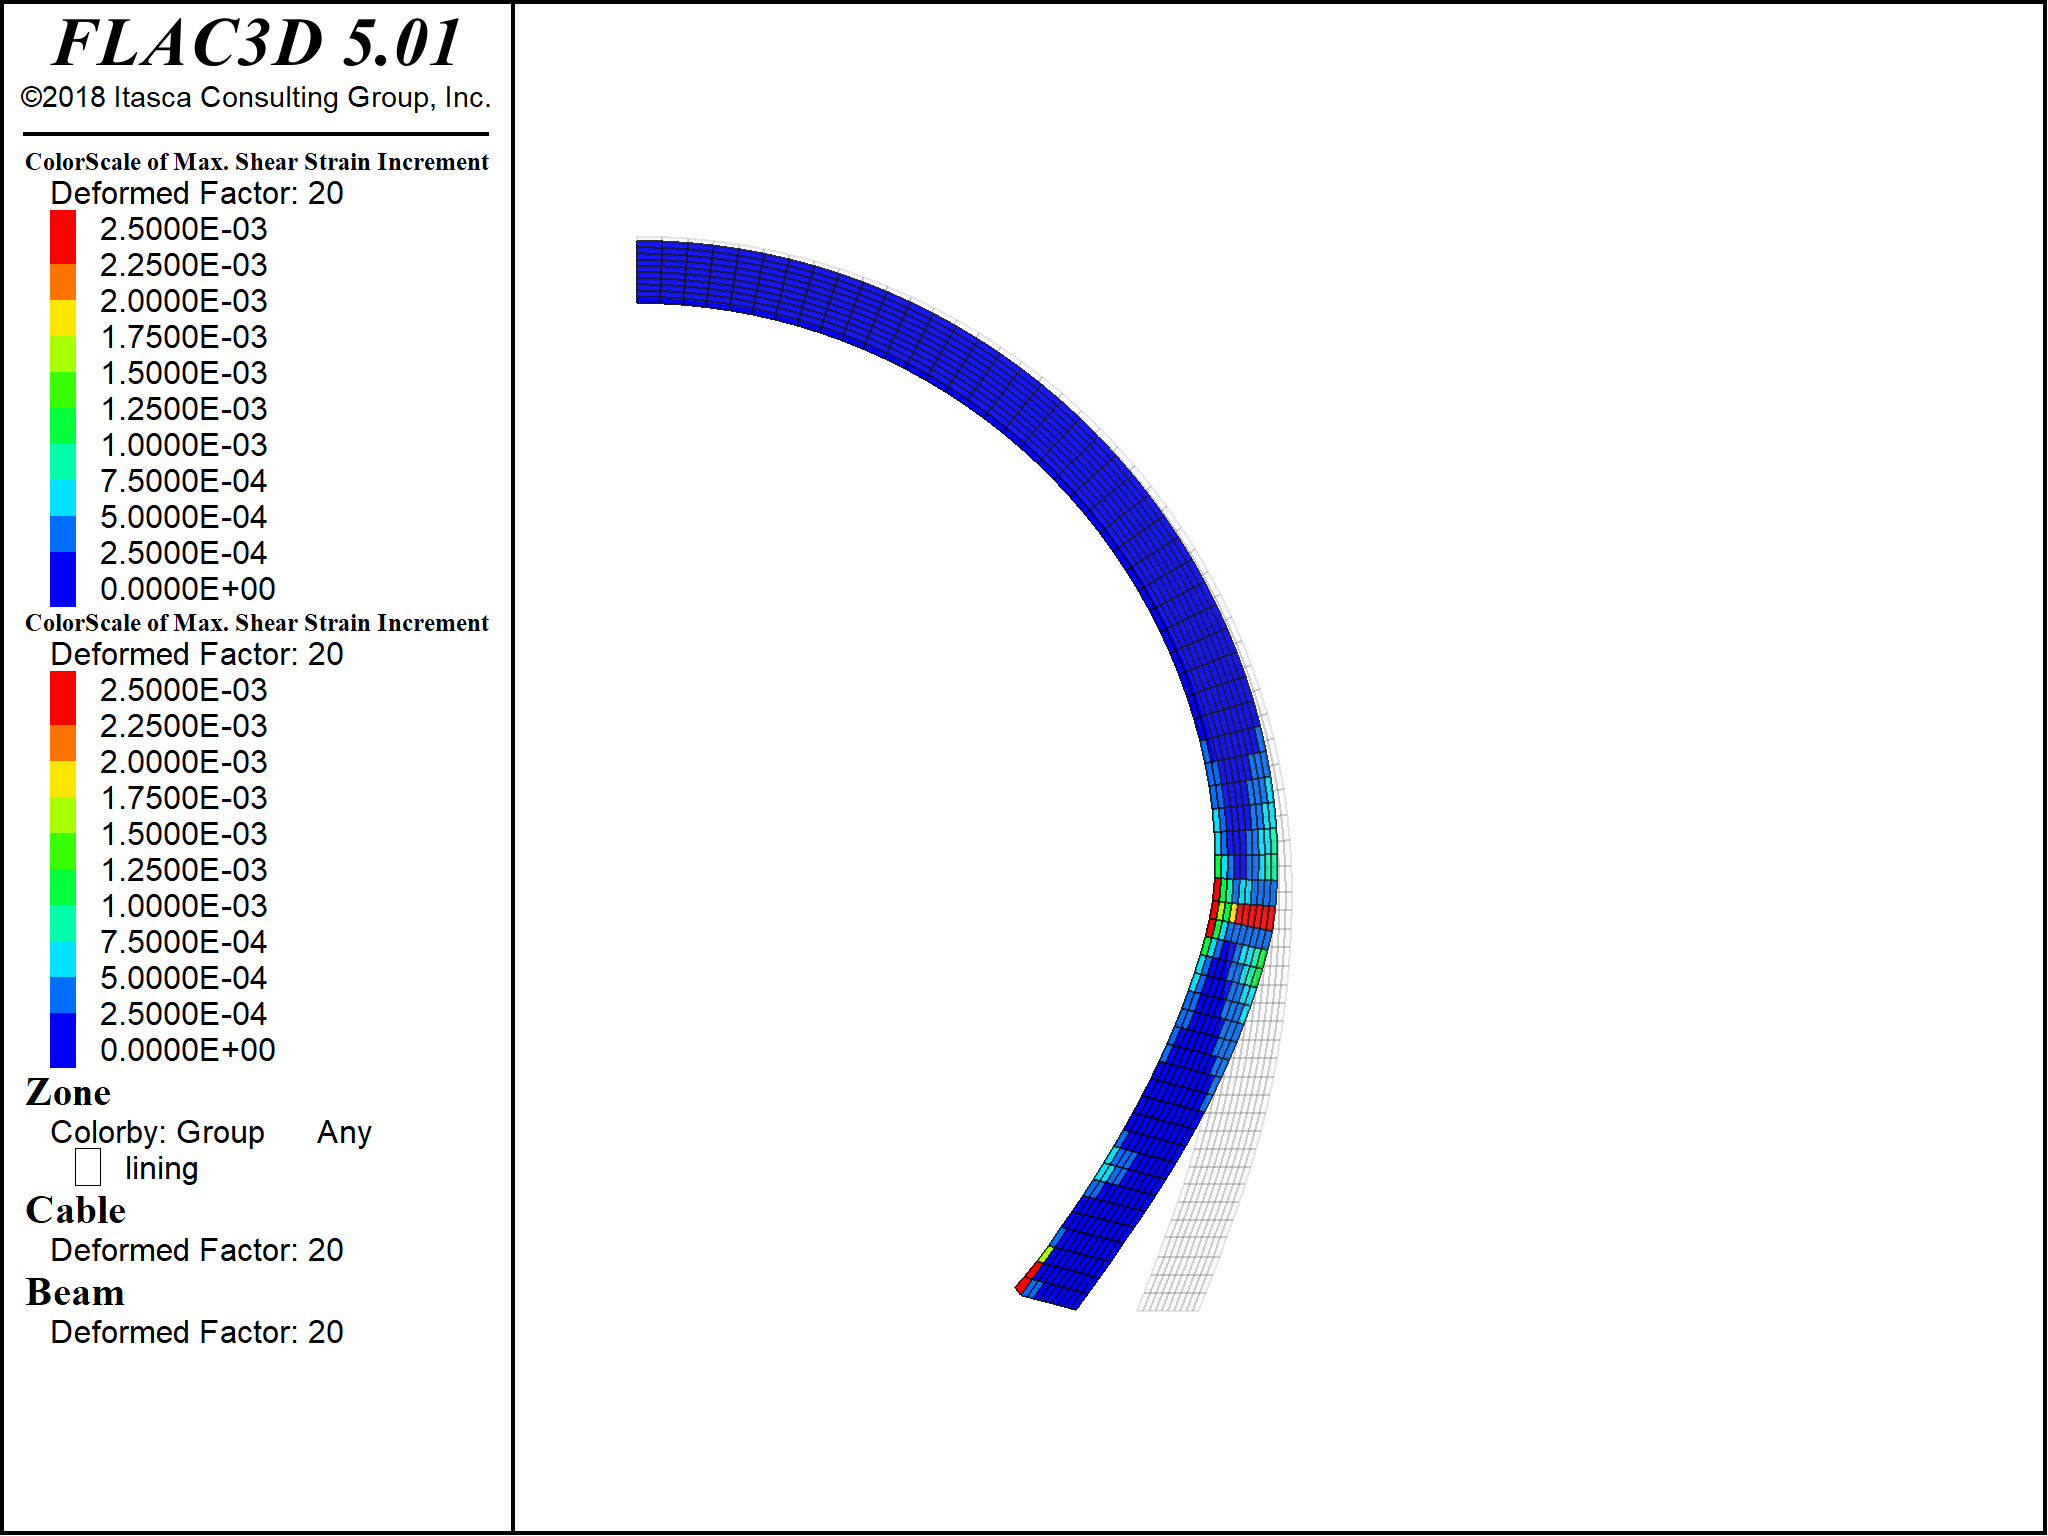 FLAC3D 5.01
©2018 Itasca Consulting Group, Inc.
ColorScale of Max. Shear Strain Increment
Deformed Factor: 20
2.5000E-03
2.2500E-03
2.0000E-03
1.7500E-03
1.5000E-03
1.2500E-03
1.0000E-03
7.5000E-04
5.0000E-04
2.5000E-04
0.0000E+00
ColorScale of Max. Shear Strain Increment
Deformed Factor: 20
2.5000E-03
2.2500E-03
2.0000E-03
1.7500E-03
1.5000E-03
1.2500E-03
1.0000E-03
7.5000E-04
5.0000E-04
2.5000E-04
0.0000E+00
Zone
Colorby: Group Any
lining
Cable
Deformed Factor: 20
Beam
Deformed Factor: 20